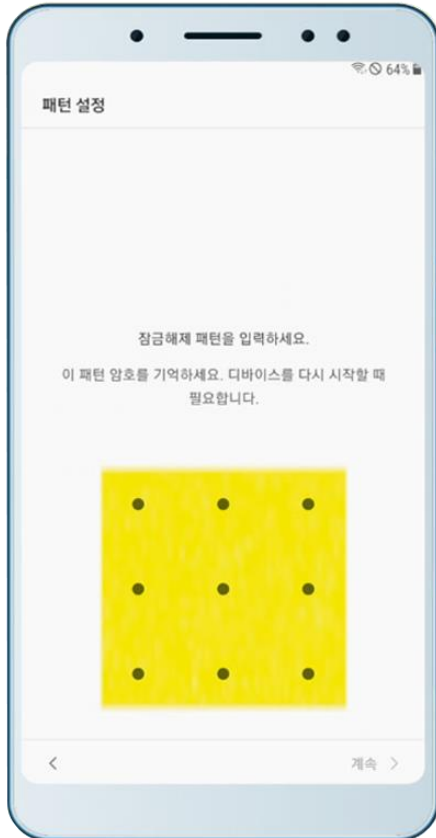 64%
패턴 설정
잠금해제 패턴을 입력하세요.
이 패턴 암호를 기억하세요. 디바이스를 다시 시작할 때
필요합니다.
계속